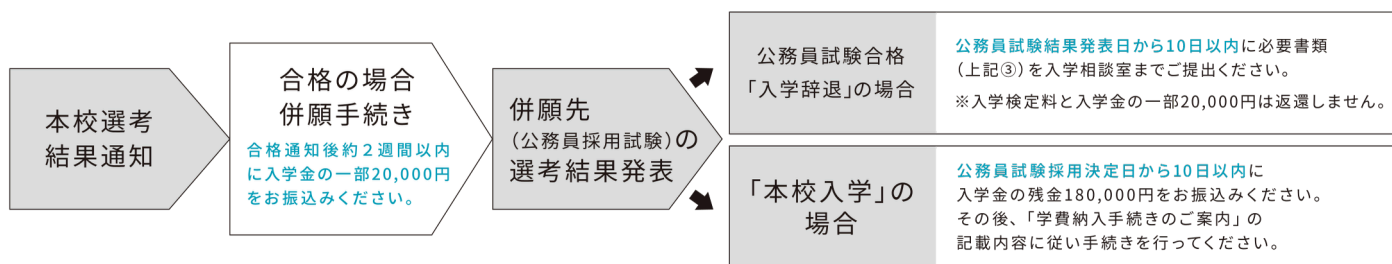 本校選考
結果通知
合格の場合
併願手続き
合格通知後約2週間以内
に入学金の一部20,000円
をお振込みください。
併願先
（公務員採用試験）の
選考結果発表
公務員試験合格
「入学辞退」の場合
公務員試験結果発表日から10日以内に必要書類
（上記③）を入学相談室までご提出ください。
※入学検定料と入学金の一部20,000円は返還しません。
「本校入学」の
場合
公務員試験採用決定日から10日以内に
入学金の残金180,000円をお振込みください。
その後、「学費納入手続きのご案内」の
記載内容に従い手続きを行ってください。